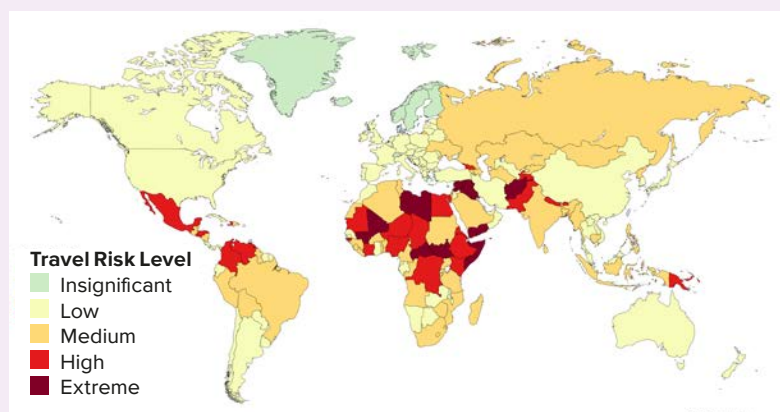 Travel Risk Level
Insignificant
Low
Medium
High
Extreme